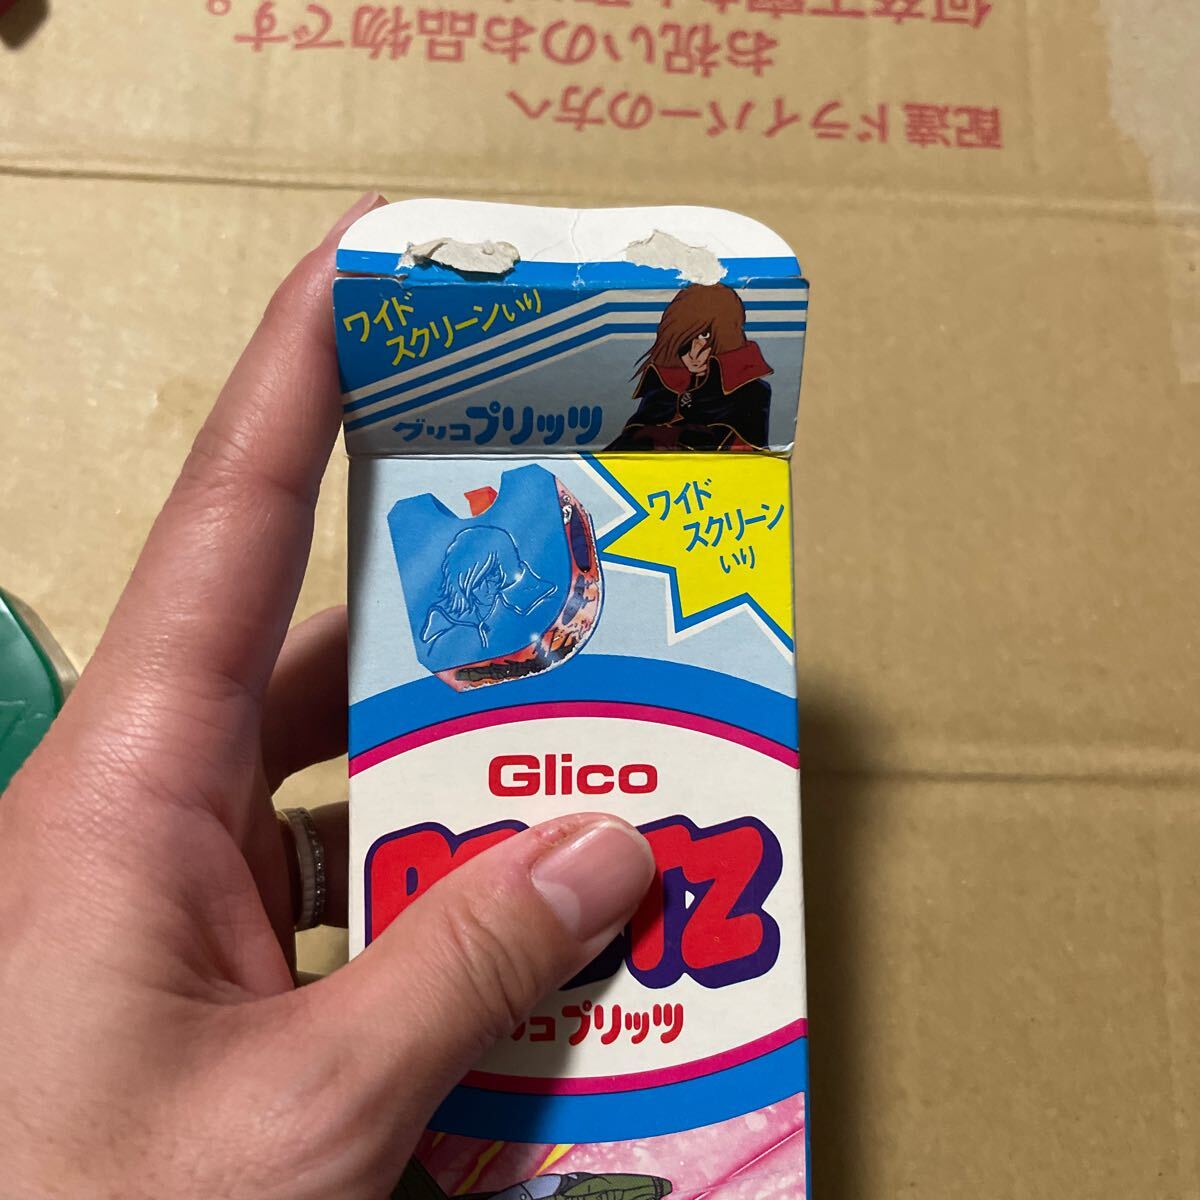 配達ドライバーの方へ
お祝いのお品物です
ワイド
スクリーンいり
グリコプリッツ
ワイド
スクリーン
いり
Glico
コプリッツ